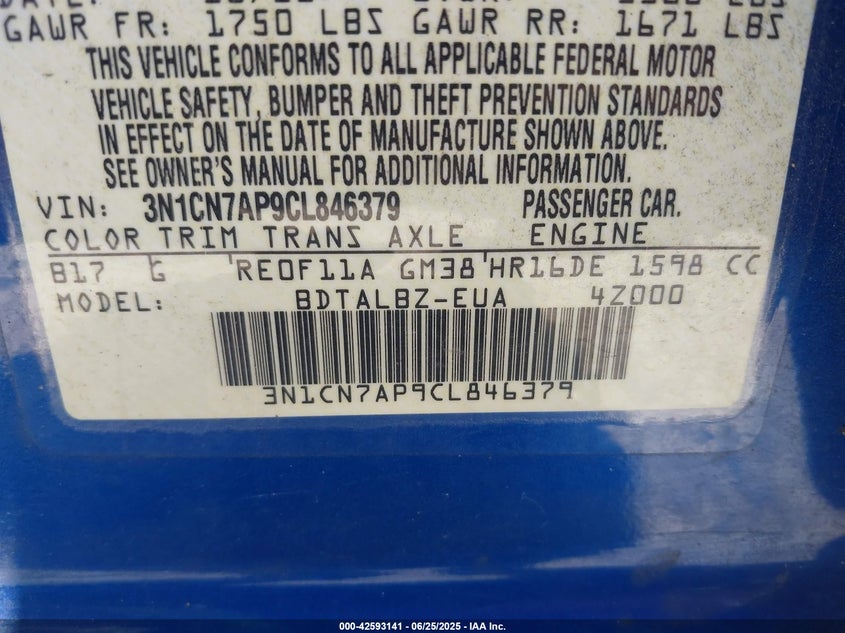 GAWR FR: 1750 LBS GAWR RR: 1671 LBS
THIS VEHICLE CONFORMS TO ALL APPLICABLE FEDERAL MOTOR
VEHICLE SAFETY, BUMPER AND THEFT PREVENTION STANDARDS
IN EFFECT ON THE DATE OF MANUFACTURE SHOWN ABOVE.
SEE OWNER'S MANUAL FOR ADDITIONAL INFORMATION.
VIN: 3N1CN7AP9CL846379 PASSENGER CAR.
COLOR TRIM TRANS AXLE ENGINE
B17 G RE0F11A GM38 HR16DE 1598 CC
MODEL: BDTALBZ-EUA 4Z000
3N1CN7AP9CL846379
000-42593141 - 06/25/2025 - IAA Inc.